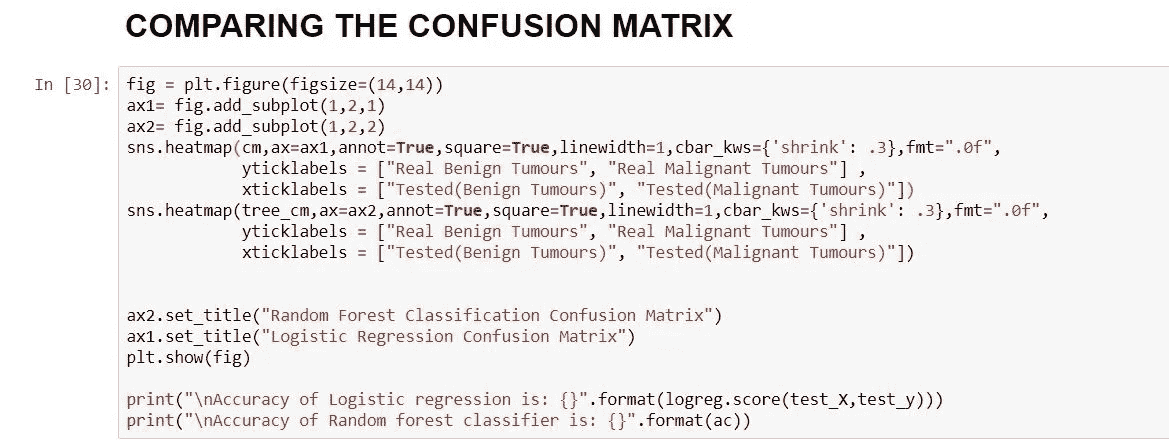 COMPARING THE CONFUSION MATRIX
In [30]: fig = plt.figure(figsize=(14,14))
ax1= fig.add_subplot(1,2,1)
ax2= fig.add_subplot(1,2,2)
sns.heatmap(cm,ax=ax1,annot=True,square=True,linewidth=1,cbar_kws={'shrink': .3},fmt=".0f",
yticklabels = ["Real Benign Tumours", "Real Malignant Tumours"] ,
xticklabels = ["Tested(Benign Tumours)", "Tested(Malignant Tumours)"])
sns.heatmap(tree_cm,ax=ax2,annot=True,square=True,linewidth=1,cbar_kws={'shrink': .3},fmt=".0f",
yticklabels = ["Real Benign Tumours", "Real Malignant Tumours"] ,
xticklabels = ["Tested(Benign Tumours)", "Tested(Malignant Tumours)"])
ax2.set_title("Random Forest Classification Confusion Matrix")
ax1.set_title("Logistic Regression Confusion Matrix")
plt.show(fig)
print("\nAccuracy of Logistic regression is: {}".format(logreg.score(test_X,test_y)))
print("\nAccuracy of Random forest classifier is: {}".format(ac))